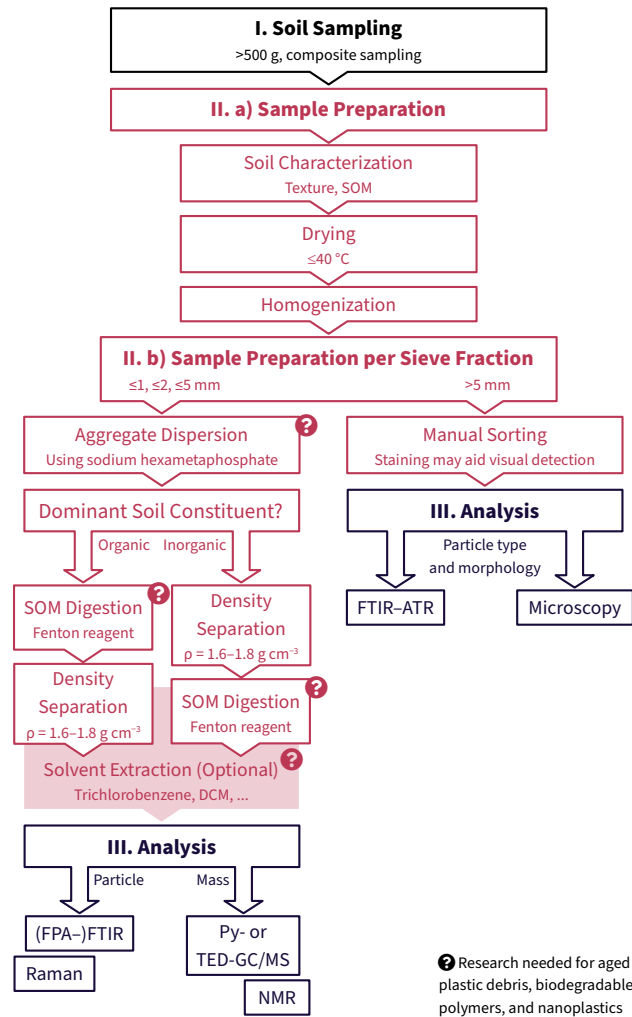 I. Soil Sampling
>500 g, composite sampling
II. a) Sample Preparation
Soil Characterization
Texture, SOM
Drying
≤40 °C
Homogenization
II. b) Sample Preparation per Sieve Fraction
≤1, ≤2, ≤5 mm
>5 mm
Aggregate Dispersion
Using sodium hexametaphosphate
?
Manual Sorting
Staining may aid visual detection
Dominant Soil Constituent?
Organic
Inorganic
III. Analysis
Particle type
and morphology
FTIR–ATR
Microscopy
SOM Digestion
Fenton reagent
?
Density
Separation
ρ = 1.6–1.8 g cm⁻³
Density
Separation
ρ = 1.6–1.8 g cm⁻³
SOM Digestion
Fenton reagent
?
Solvent Extraction (Optional)
Trichlorobenzene, DCM, ...
?
III. Analysis
Particle
Mass
(FPA–)FTIR
Raman
Py- or
TED-GC/MS
NMR
? Research needed for aged
plastic debris, biodegradable
polymers, and nanoplastics